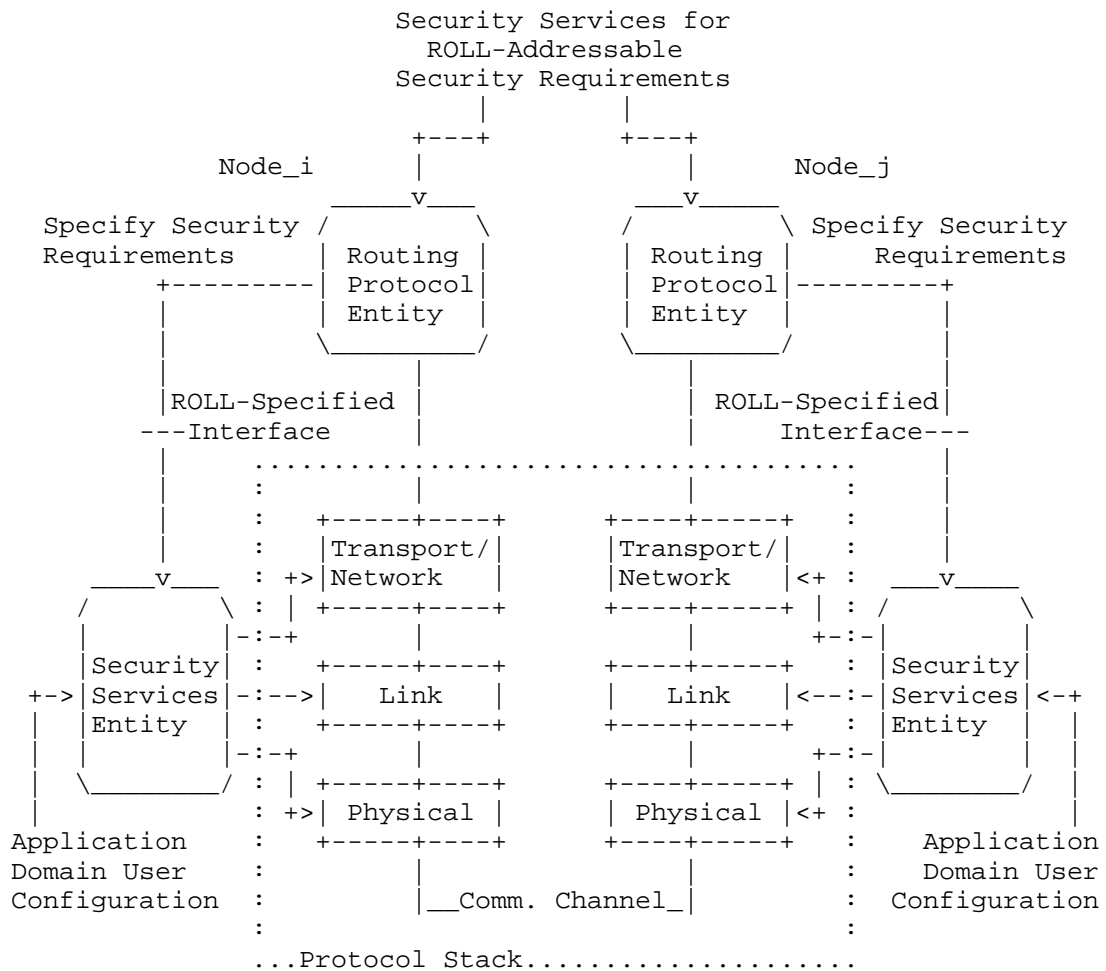 Security Services for
ROLL-Addressable
Security Requirements
Node_i Node_j
Specify Security Specify Security
Requirements Routing Routing Requirements
Protocol Protocol
Entity Entity
ROLL-Specified ROLL-Specified
Interface Interface
Transport/ Transport/
Network Network
Security Security
Services Link Link Services
Entity Entity
Physical Physical
Application Application
Domain User Domain User
Configuration Comm. Channel Configuration
Protocol Stack